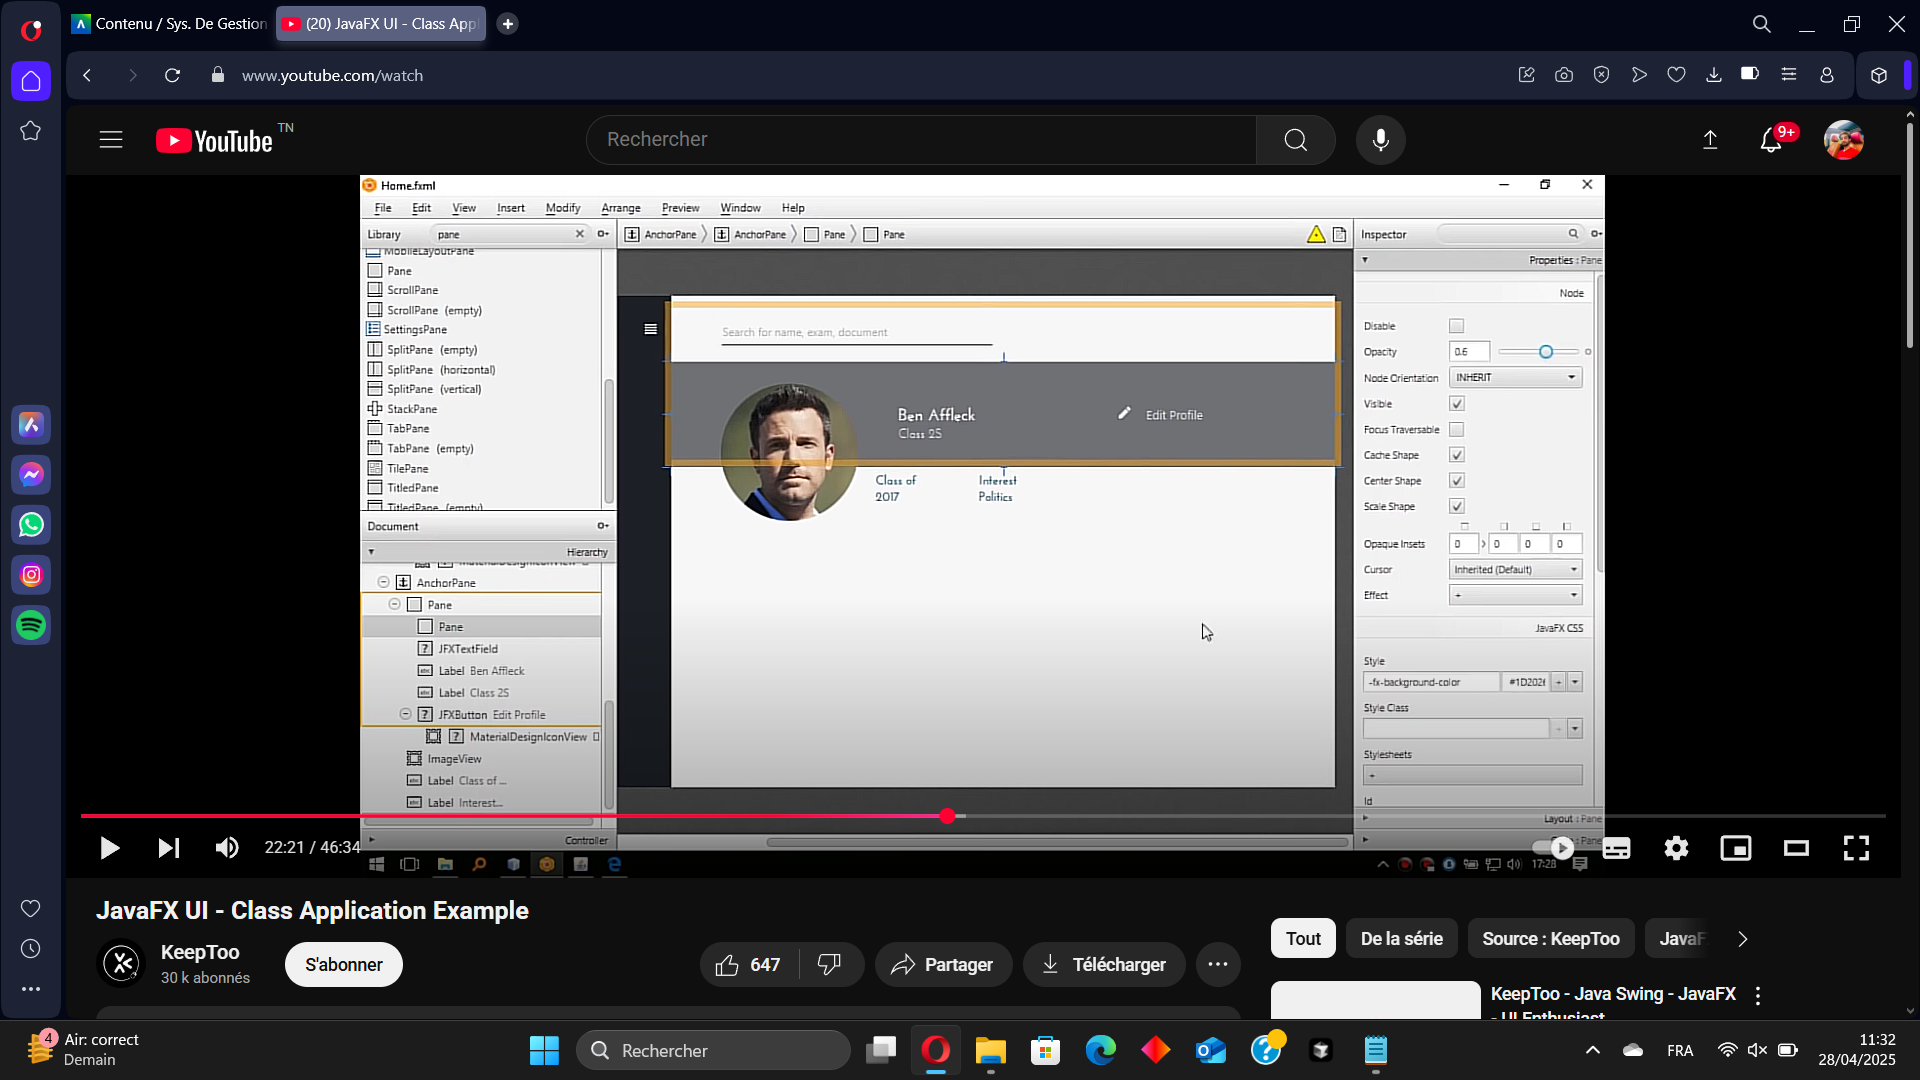 Contenu / Sys. De Gestion
(20) JavaFX UI - Class Appl
www.youtube.com/watch
YouTube TN
Rechercher
9+
Home.fxml
File Edit View Insert Modify Arrange Preview Window Help
Library pane
AnchorPane AnchorPane Pane Pane
Inspector
MobileLayoutPane
Pane
ScrollPane
ScrollPane (empty)
SettingsPane
SplitPane (empty)
SplitPane (horizontal)
SplitPane (vertical)
StackPane
TabPane
TabPane (empty)
TilePane
TitledPane
TitledPane (empty)
Document
Hierarchy
MaterialDesignIconView
AnchorPane
Pane
Pane
JFXTextField
Label Ben Affleck
Label Class 2S
JFXButton Edit Profile
MaterialDesignIconView
ImageView
Label Class of ...
Label Interest...
Controller
Search for name, exam, document
Ben Affleck
Class 2S
Edit Profile
Class of
2017
Interest
Politics
Properties : Pane
Node
Disable
Opacity 0.6
Node Orientation INHERIT
Visible
Focus Traversable
Cache Shape
Center Shape
Scale Shape
Opaque Insets 0 0 0 0
Cursor Inherited (Default)
Effect +
JavaFX CSS
Style
-fx-background-color #1D202
Style Class
Stylesheets
+
Id
Layout : Pane
: Pane
17:28
22:21 / 46:34
JavaFX UI - Class Application Example
KeepToo
30 k abonnés
S'abonner
647
Partager
Télécharger
Tout
De la série
Source : KeepToo
JavaF
KeepToo - Java Swing - JavaFX
- UI Enthusiast
4
Air: correct
Demain
Rechercher
FRA
11:32
28/04/2025